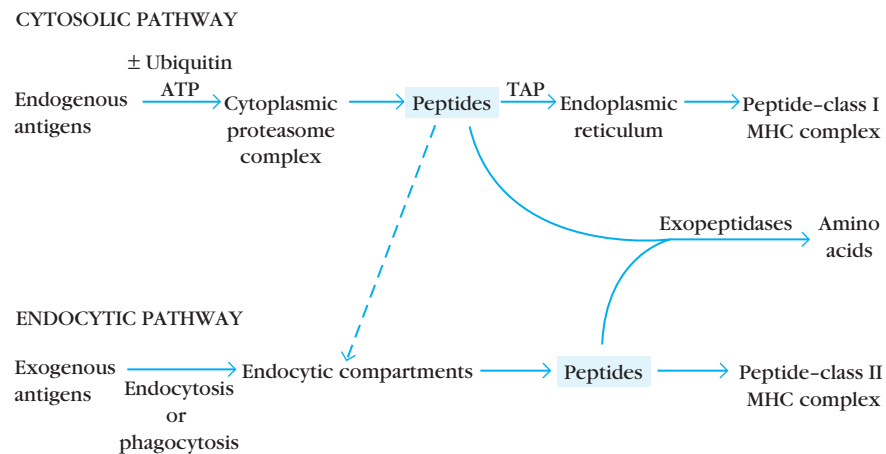 CYTOSOLIC PATHWAY
± Ubiquitin
ATP
Endogenous
antigens
Cytoplasmic
proteasome
complex
Peptides
TAP
Endoplasmic
reticulum
Peptide–class I
MHC complex
Exopeptidases
Amino
acids
ENDOCYTIC PATHWAY
Exogenous
antigens
Endocytosis
or
phagocytosis
Endocytic compartments
Peptides
Peptide–class II
MHC complex